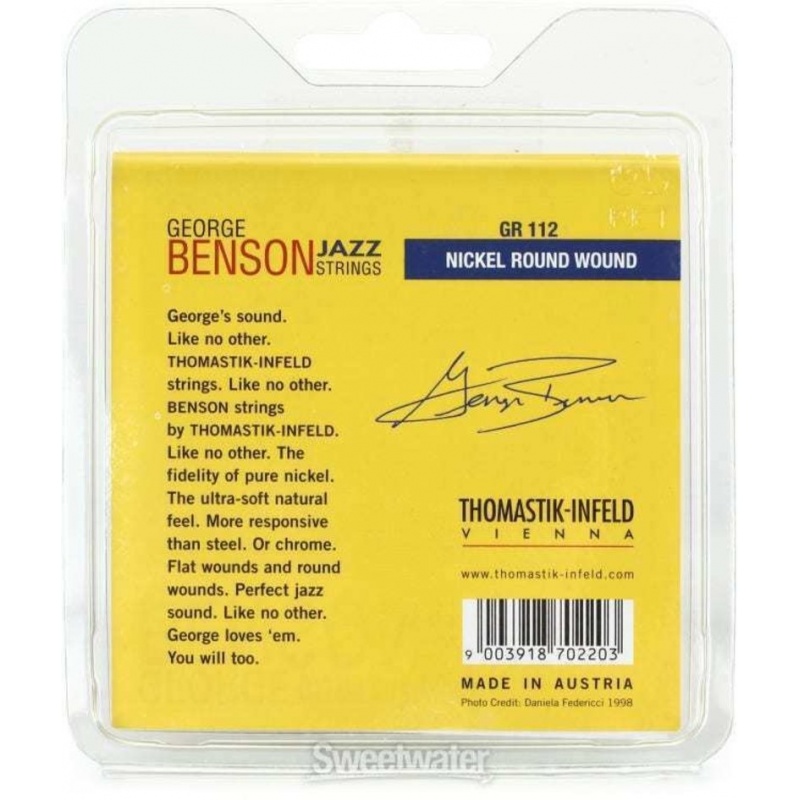 GEORGE
BENSON JAZZ
STRINGS
GR 112
NICKEL ROUND WOUND
George's sound.
Like no other.
THOMASTIK-INFELD
strings. Like no other.
BENSON strings
by THOMASTIK-INFELD.
Like no other. The
fidelity of pure nickel.
The ultra-soft natural
feel. More responsive
than steel. Or chrome.
Flat wounds and round
wounds. Perfect jazz
sound. Like no other.
George loves 'em.
You will too.
George Benson
THOMASTIK-INFELD
VIENNA
www.thomastik-infeld.com
9 003918 702203
MADE IN AUSTRIA
Photo Credit: Daniela Federicci 1998
Sweetwater